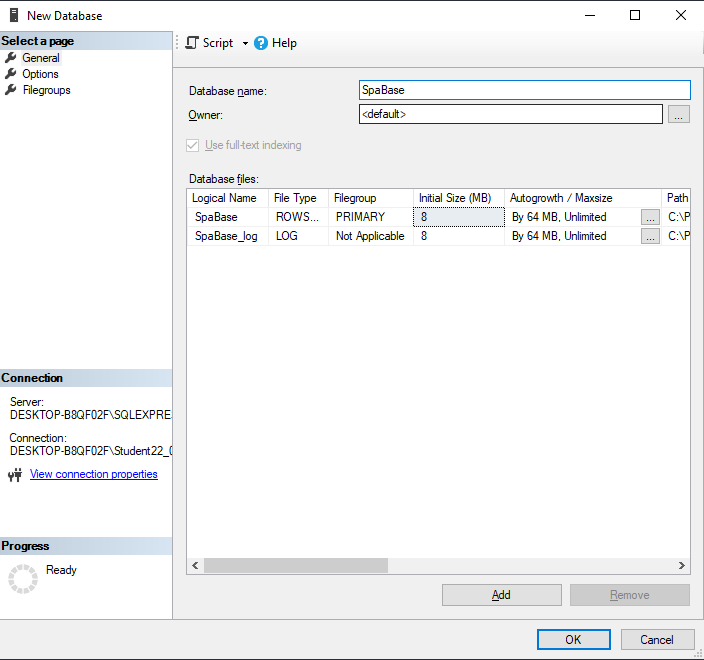 New Database
Select a page
General
Options
Filegroups
Script
Help
Database name:
SpaBase
Owner:
<default>
...
Use full-text indexing
Database files:
Logical Name File Type Filegroup Initial Size (MB) Autogrowth / Maxsize Path
SpaBase ROWS... PRIMARY 8 By 64 MB, Unlimited ... C:\P
SpaBase_log LOG Not Applicable 8 By 64 MB, Unlimited ... C:\P
Connection
Server:
DESKTOP-B8QF02F\SQLEXPRE
Connection:
DESKTOP-B8QF02F\Student22_0
View connection properties
Progress
Ready
Add
Remove
OK
Cancel